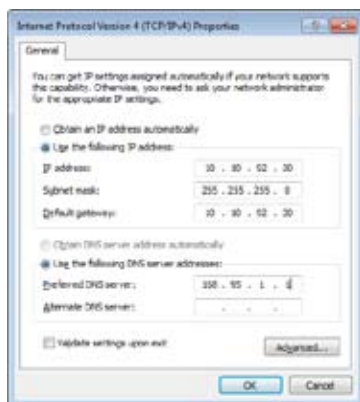 Internet Protocol Version 4 (TCP/IPv4) Properties
General
You can get IP settings assigned automatically if your network supports
this capability. Otherwise, you need to ask your network administrator
for the appropriate IP settings.
Obtain an IP address automatically
Use the following IP address:
IP address:
Subnet mask: 255 . 255 . 255 . 0
Default gateway:
Obtain DNS server address automatically
Use the following DNS server addresses:
Preferred DNS server:
Alternate DNS server: . . .
Validate settings upon exit
Advanced...
OK
Cancel